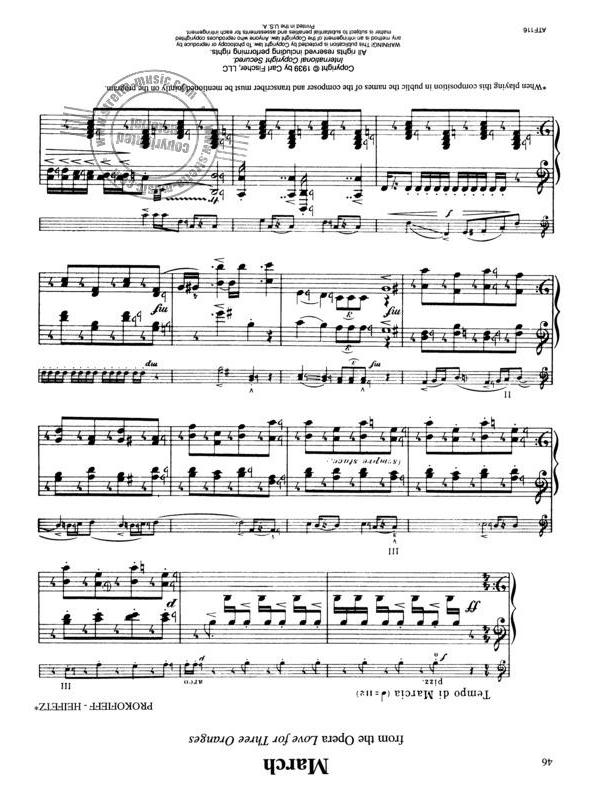 46
March
from the Opera Love for Three Oranges
PROKOFIEFF - HEIFETZ*
Tempo di Marcia (♩=112)
pizz.
arco
III
ff
p
III
(sempre stacc.)
II
mf
mf
f
tr
*When playing this composition in public the names of the composer and transcriber must be mentioned jointly on the program.
Copyright © 1939 by Carl Fischer, LLC
International Copyright Secured.
All rights reserved including performing rights.
WARNING! This publication is protected by Copyright law. To photocopy or reproduce by
any method is an infringement of the Copyright law. Anyone who reproduces copyrighted
matter is subject to substantial penalties and assessments for each infringement.
Printed in the U.S.A.
ATF116
www.stretta-music.com
copyrighted
material